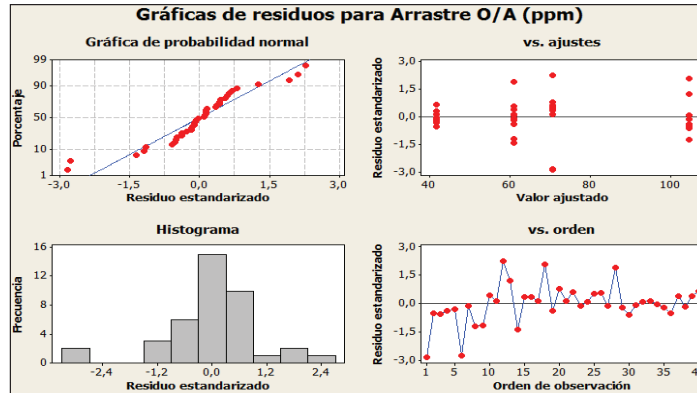 Gráficas de residuos para Arrastre O/A (ppm)
Gráfica de probabilidad normal
Porcentaje
99
90
50
10
1
-3,0 -1,5 0,0 1,5 3,0
Residuo estandarizado
vs. ajustes
Residuo estandarizado
3,0
1,5
0,0
-1,5
-3,0
40 60 80
Valor ajustado
Histograma
Frecuencia
16
12
8
4
0
-2,4 -1,2 0,0 1,2 2,4
Residuo estandarizado
vs. orden
Residuo estandarizado
3,0
1,5
0,0
-1,5
-3,0
1 5 10 15 20 25 30 35
Orden de observación